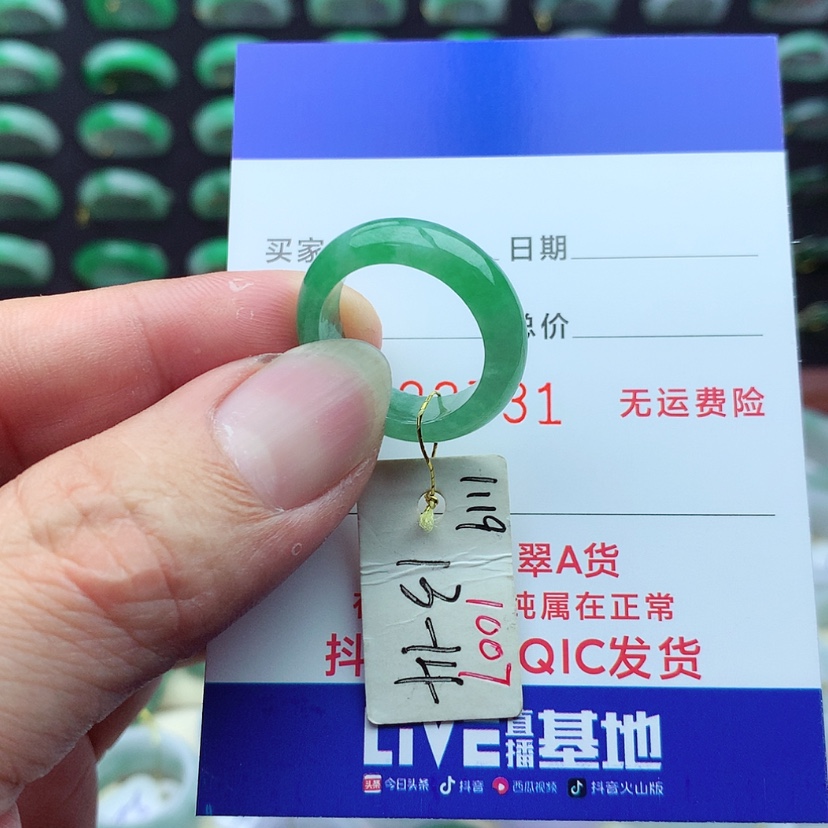 买家 日期
总价
31 无运费险
翠A货
纯属在正常
抖 QIC发货
1119
1007
13-14
LIVE直播基地
头条 今日头条 抖音 西瓜视频 抖音火山版